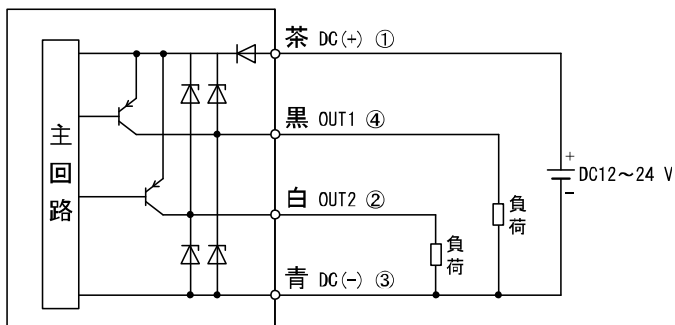 主回路
茶 DC(+) ①
黒 OUT1 ④
白 OUT2 ②
青 DC(-) ③
負荷
負荷
+
DC12～24 V
-